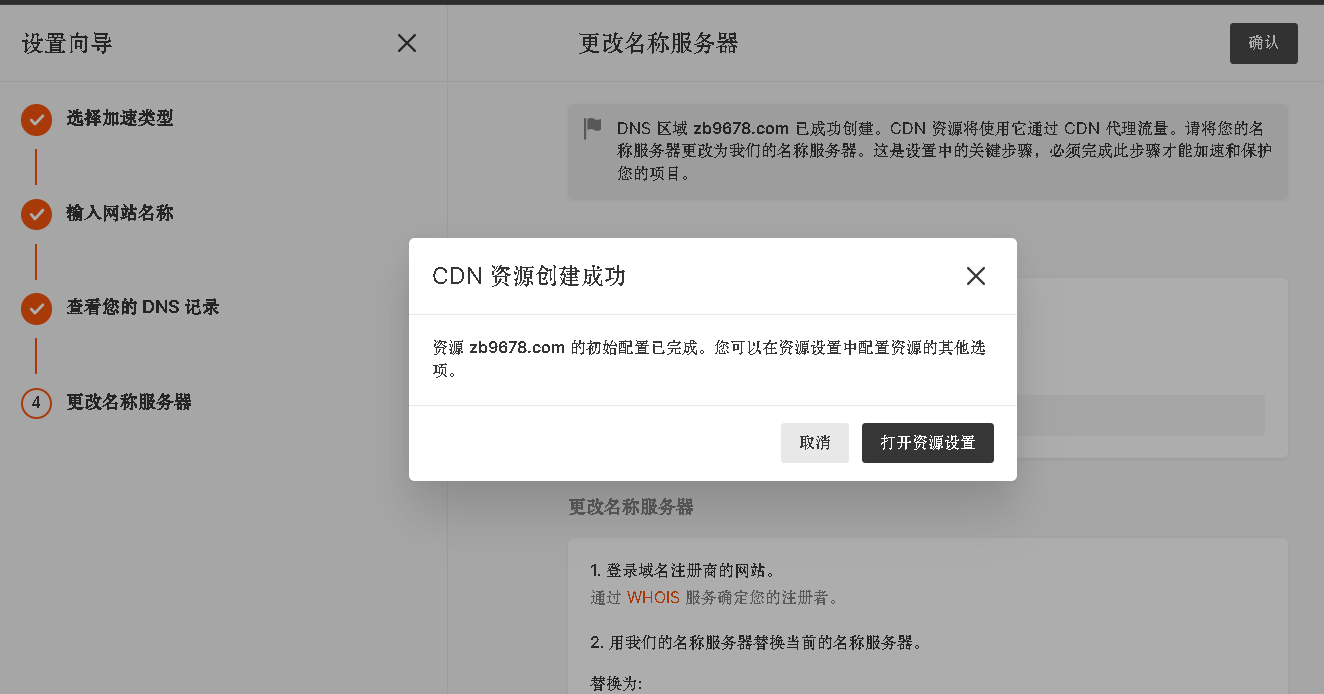 设置向导
更改名称服务器
确认
选择加速类型
输入网站名称
查看您的 DNS 记录
4 更改名称服务器
DNS 区域 zb9678.com 已成功创建。CDN 资源将使用它通过 CDN 代理流量。请将您的名
称服务器更改为我们的名称服务器。这是设置中的关键步骤，必须完成此步骤才能加速和保护
您的项目。
CDN 资源创建成功
资源 zb9678.com 的初始配置已完成。您可以在资源设置中配置资源的其他选
项。
取消
打开资源设置
更改名称服务器
1. 登录域名注册商的网站。
通过 WHOIS 服务确定您的注册者。
2. 用我们的名称服务器替换当前的名称服务器。
替换为: